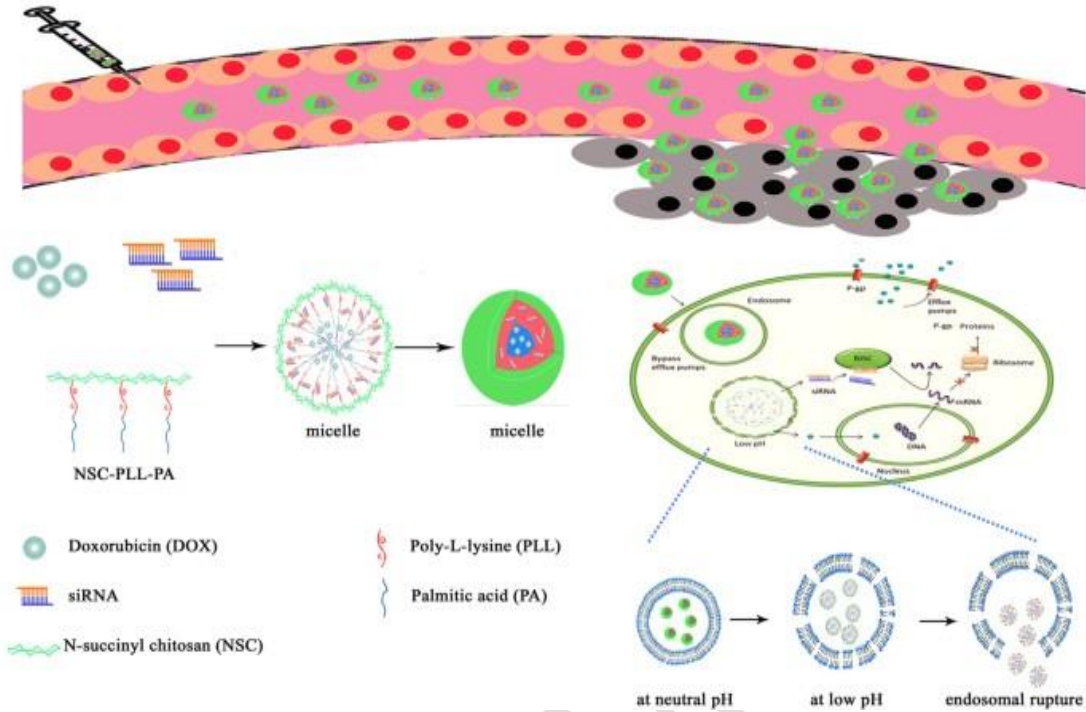 P-gp
Efflux
pumps
Endosome
P-gp Proteins
Bypass
efflux pumps
RISC
Ribosome
siRNA
mRNA
Low pH
DNA
Nucleus
micelle
micelle
NSC-PLL-PA
Doxorubicin (DOX)
Poly-L-lysine (PLL)
siRNA
Palmitic acid (PA)
N-succinyl chitosan (NSC)
at neutral pH
at low pH
endosomal rupture